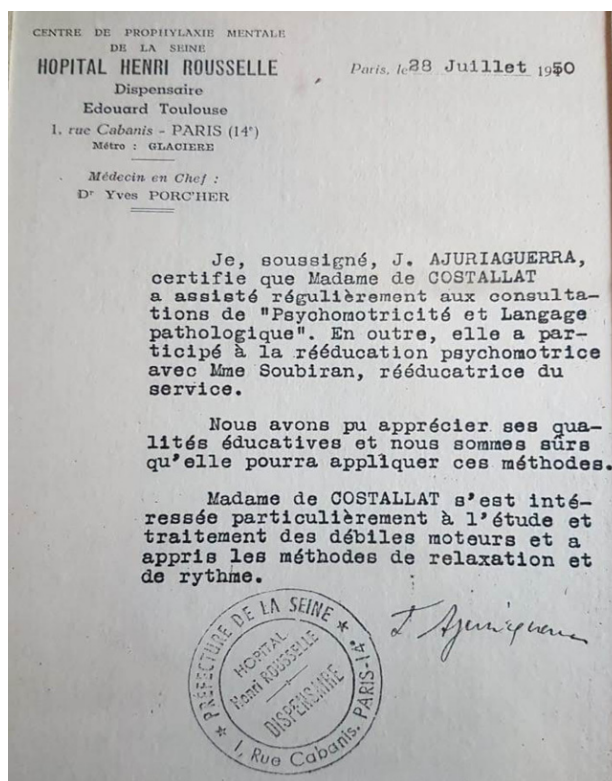 CENTRE DE PROPHYLAXIE MENTALE
DE LA SEINE
HOPITAL HENRI ROUSSELLE
Dispensaire
Edouard Toulouse
1, rue Cabanis - PARIS (14e)
Métro : GLACIERE
Médecin en Chef :
Dr Yves PORC'HER
Paris, le 28 Juillet 1950
Je, soussigné, J. AJURIAGUERRA,
certifie que Madame de COSTALLAT
a assisté régulièrement aux consulta-
tions de "Psychomotricité et Langage
pathologique". En outre, elle a par-
ticipé à la rééducation psychomotrice
avec Mme Soubiran, rééducatrice du
service.
Nous avons pu apprécier ses qua-
lités éducatives et nous sommes sûrs
qu'elle pourra appliquer ces méthodes.
Madame de COSTALLAT s'est inté-
ressée particulièrement à l'étude et
traitement des débiles moteurs et a
appris les méthodes de relaxation et
de rythme.
J Ajuriaguerra
★ PRÉFECTURE DE LA SEINE ★
HOPITAL
Henri ROUSSELLE
DISPENSAIRE
1, Rue Cabanis. PARIS-14e